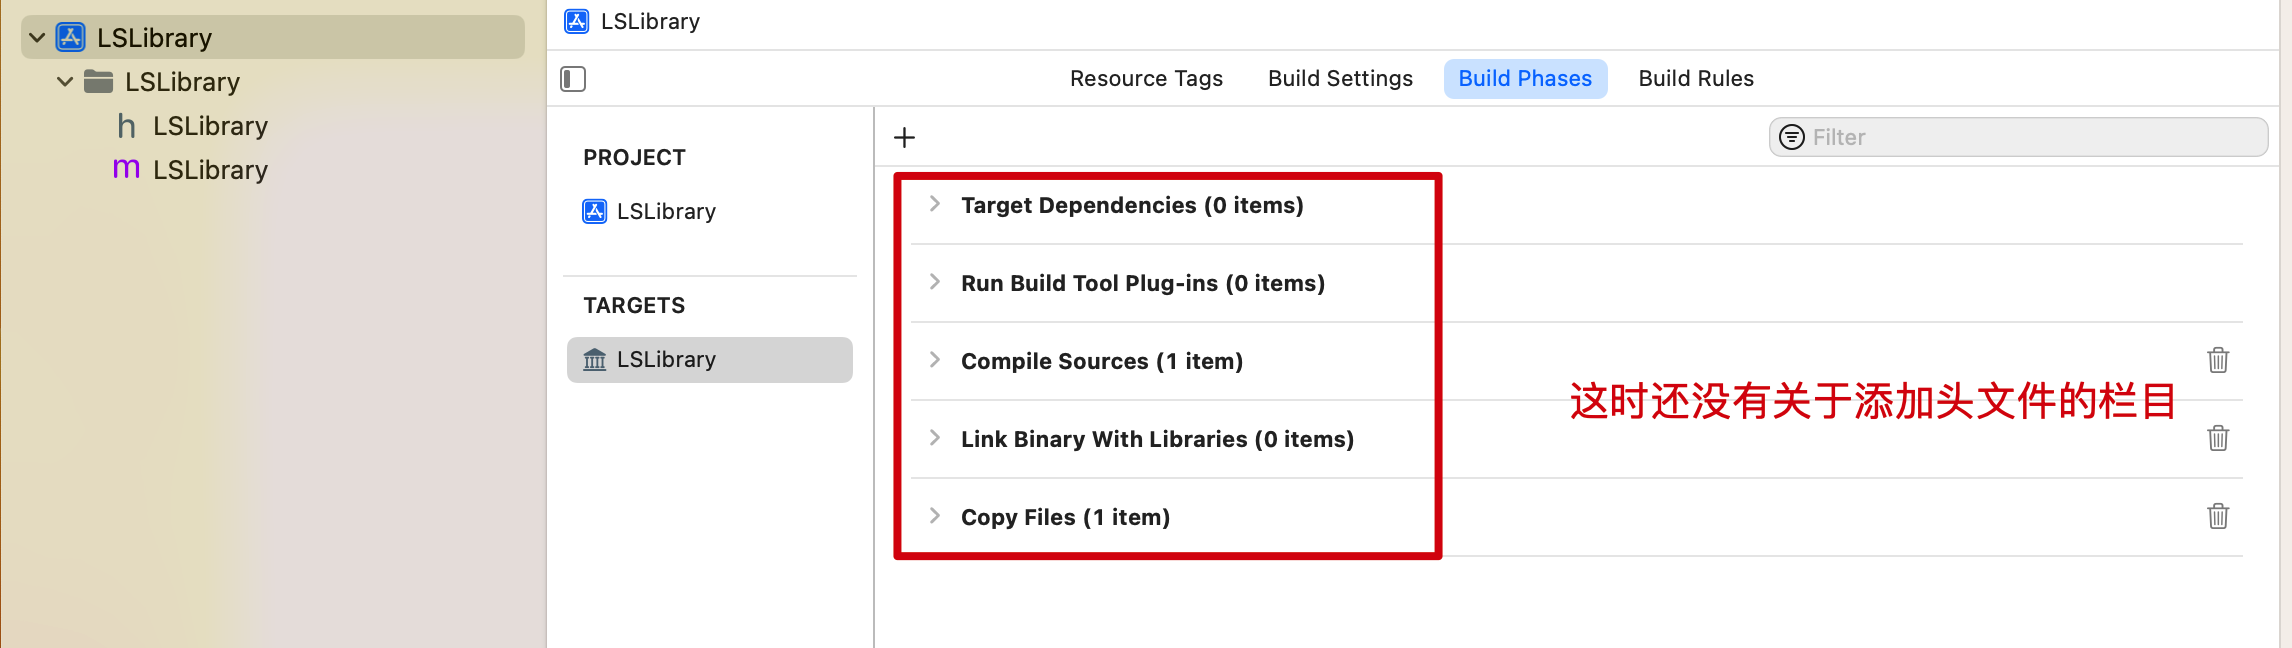 LSLibrary
LSLibrary
h LSLibrary
m LSLibrary
LSLibrary
Resource Tags Build Settings Build Phases Build Rules
PROJECT
LSLibrary
TARGETS
LSLibrary
Filter
Target Dependencies (0 items)
Run Build Tool Plug-ins (0 items)
Compile Sources (1 item)
这时还没有关于添加头文件的栏目
Link Binary With Libraries (0 items)
Copy Files (1 item)